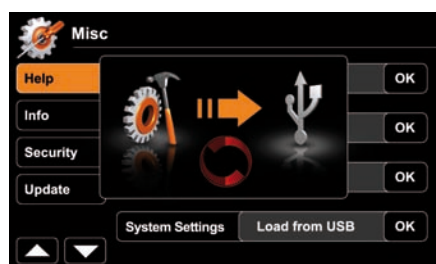 Misc
Help
OK
Info
OK
Security
OK
Update
System Settings Load from USB OK